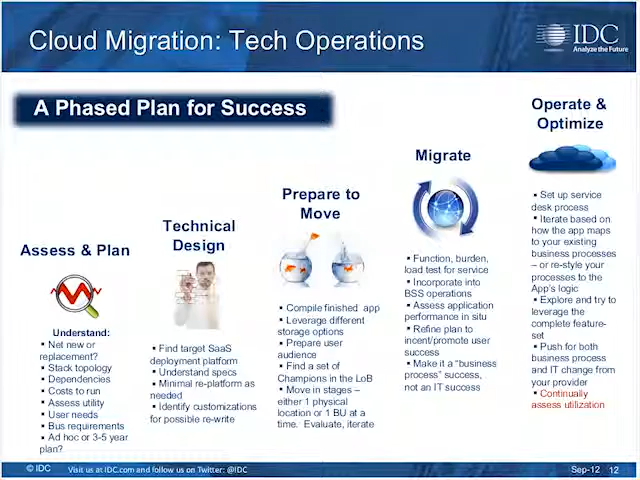 Cloud Migration: Tech Operations
IDC
Analyze the Future
A Phased Plan for Success
Assess & Plan
Understand:
▪ Net new or
replacement?
▪ Stack topology
▪ Dependencies
▪ Costs to run
▪ Assess utility
▪ User needs
▪ Bus requirements
▪ Ad hoc or 3-5 year
plan?
Technical
Design
▪ Find target SaaS
deployment platform
▪ Understand specs
▪ Minimal re-platform as
needed
▪ Identify customizations
for possible re-write
Prepare to
Move
▪ Compile finished app
▪ Leverage different
storage options
▪ Prepare user
audience
▪ Find a set of
Champions in the LoB
▪ Move in stages –
either 1 physical
location or 1 BU at a
time. Evaluate, iterate
Migrate
▪ Function, burden,
load test for service
▪ Incorporate into
BSS operations
▪ Assess application
performance in situ
▪ Refine plan to
incent/promote user
success
▪ Make it a “business
process” success,
not an IT success
Operate &
Optimize
▪ Set up service
desk process
▪ Iterate based on
how the app maps
to your existing
business processes
– or re-style your
processes to the
App’s logic
▪ Explore and try to
leverage the
complete feature-
set
▪ Push for both
business process
and IT change from
your provider
▪ Continually
assess utilization
© IDC Visit us at IDC.com and follow us on Twitter: @IDC
Sep-12 12